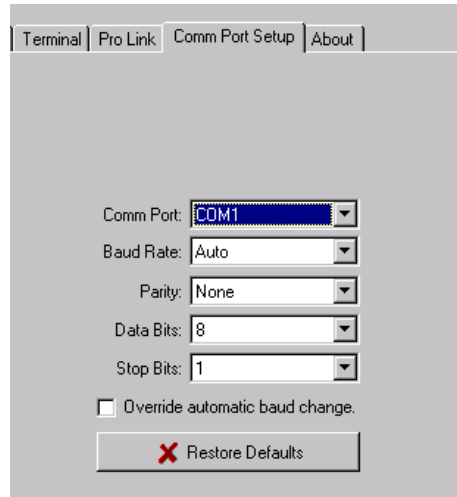 Terminal Pro Link Comm Port Setup About
Comm Port: COM1
Baud Rate: Auto
Parity: None
Data Bits: 8
Stop Bits: 1
Override automatic baud change.
Restore Defaults